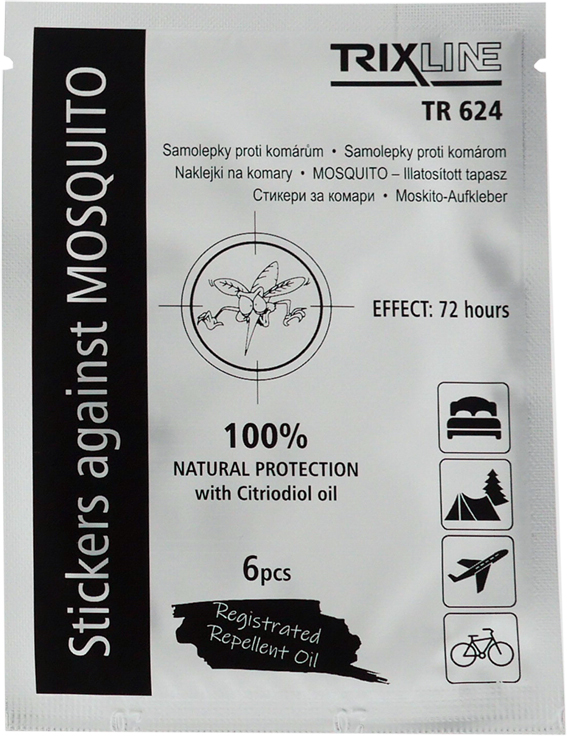 TRIXLINE
TR 624
Samolepky proti komárům • Samolepky proti komárom
Naklejki na komary • MOSQUITO – Illatosított tapasz
Стикери за комари • Moskito-Aufkleber
Stickers against MOSQUITO
EFFECT: 72 hours
100%
NATURAL PROTECTION
with Citriodiol oil
6pcs
Registrated
Repellent Oil